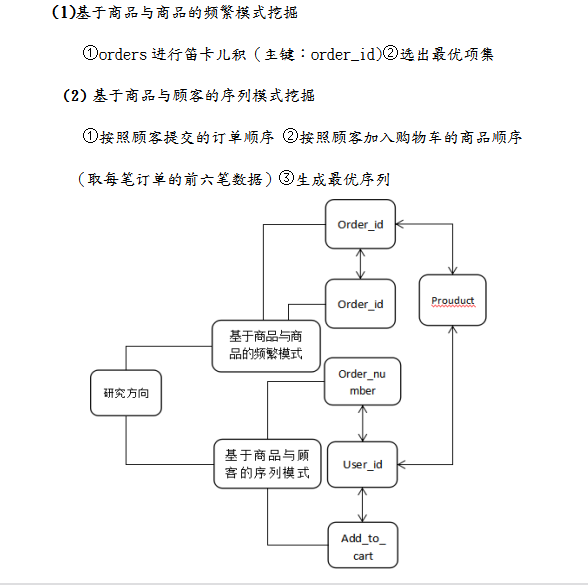 (1)基于商品与商品的频繁模式挖掘
①orders 进行笛卡儿积（主键：order_id)②选出最优项集
(2) 基于商品与顾客的序列模式挖掘
①按照顾客提交的订单顺序 ②按照顾客加入购物车的商品顺序
（取每笔订单的前六笔数据）③生成最优序列
Order_id
Order_id
Prouduct
基于商品与商
品的频繁模式
Order_nu
mber
研究方向
基于商品与顾
客的序列模式
User_id
Add_to_
cart